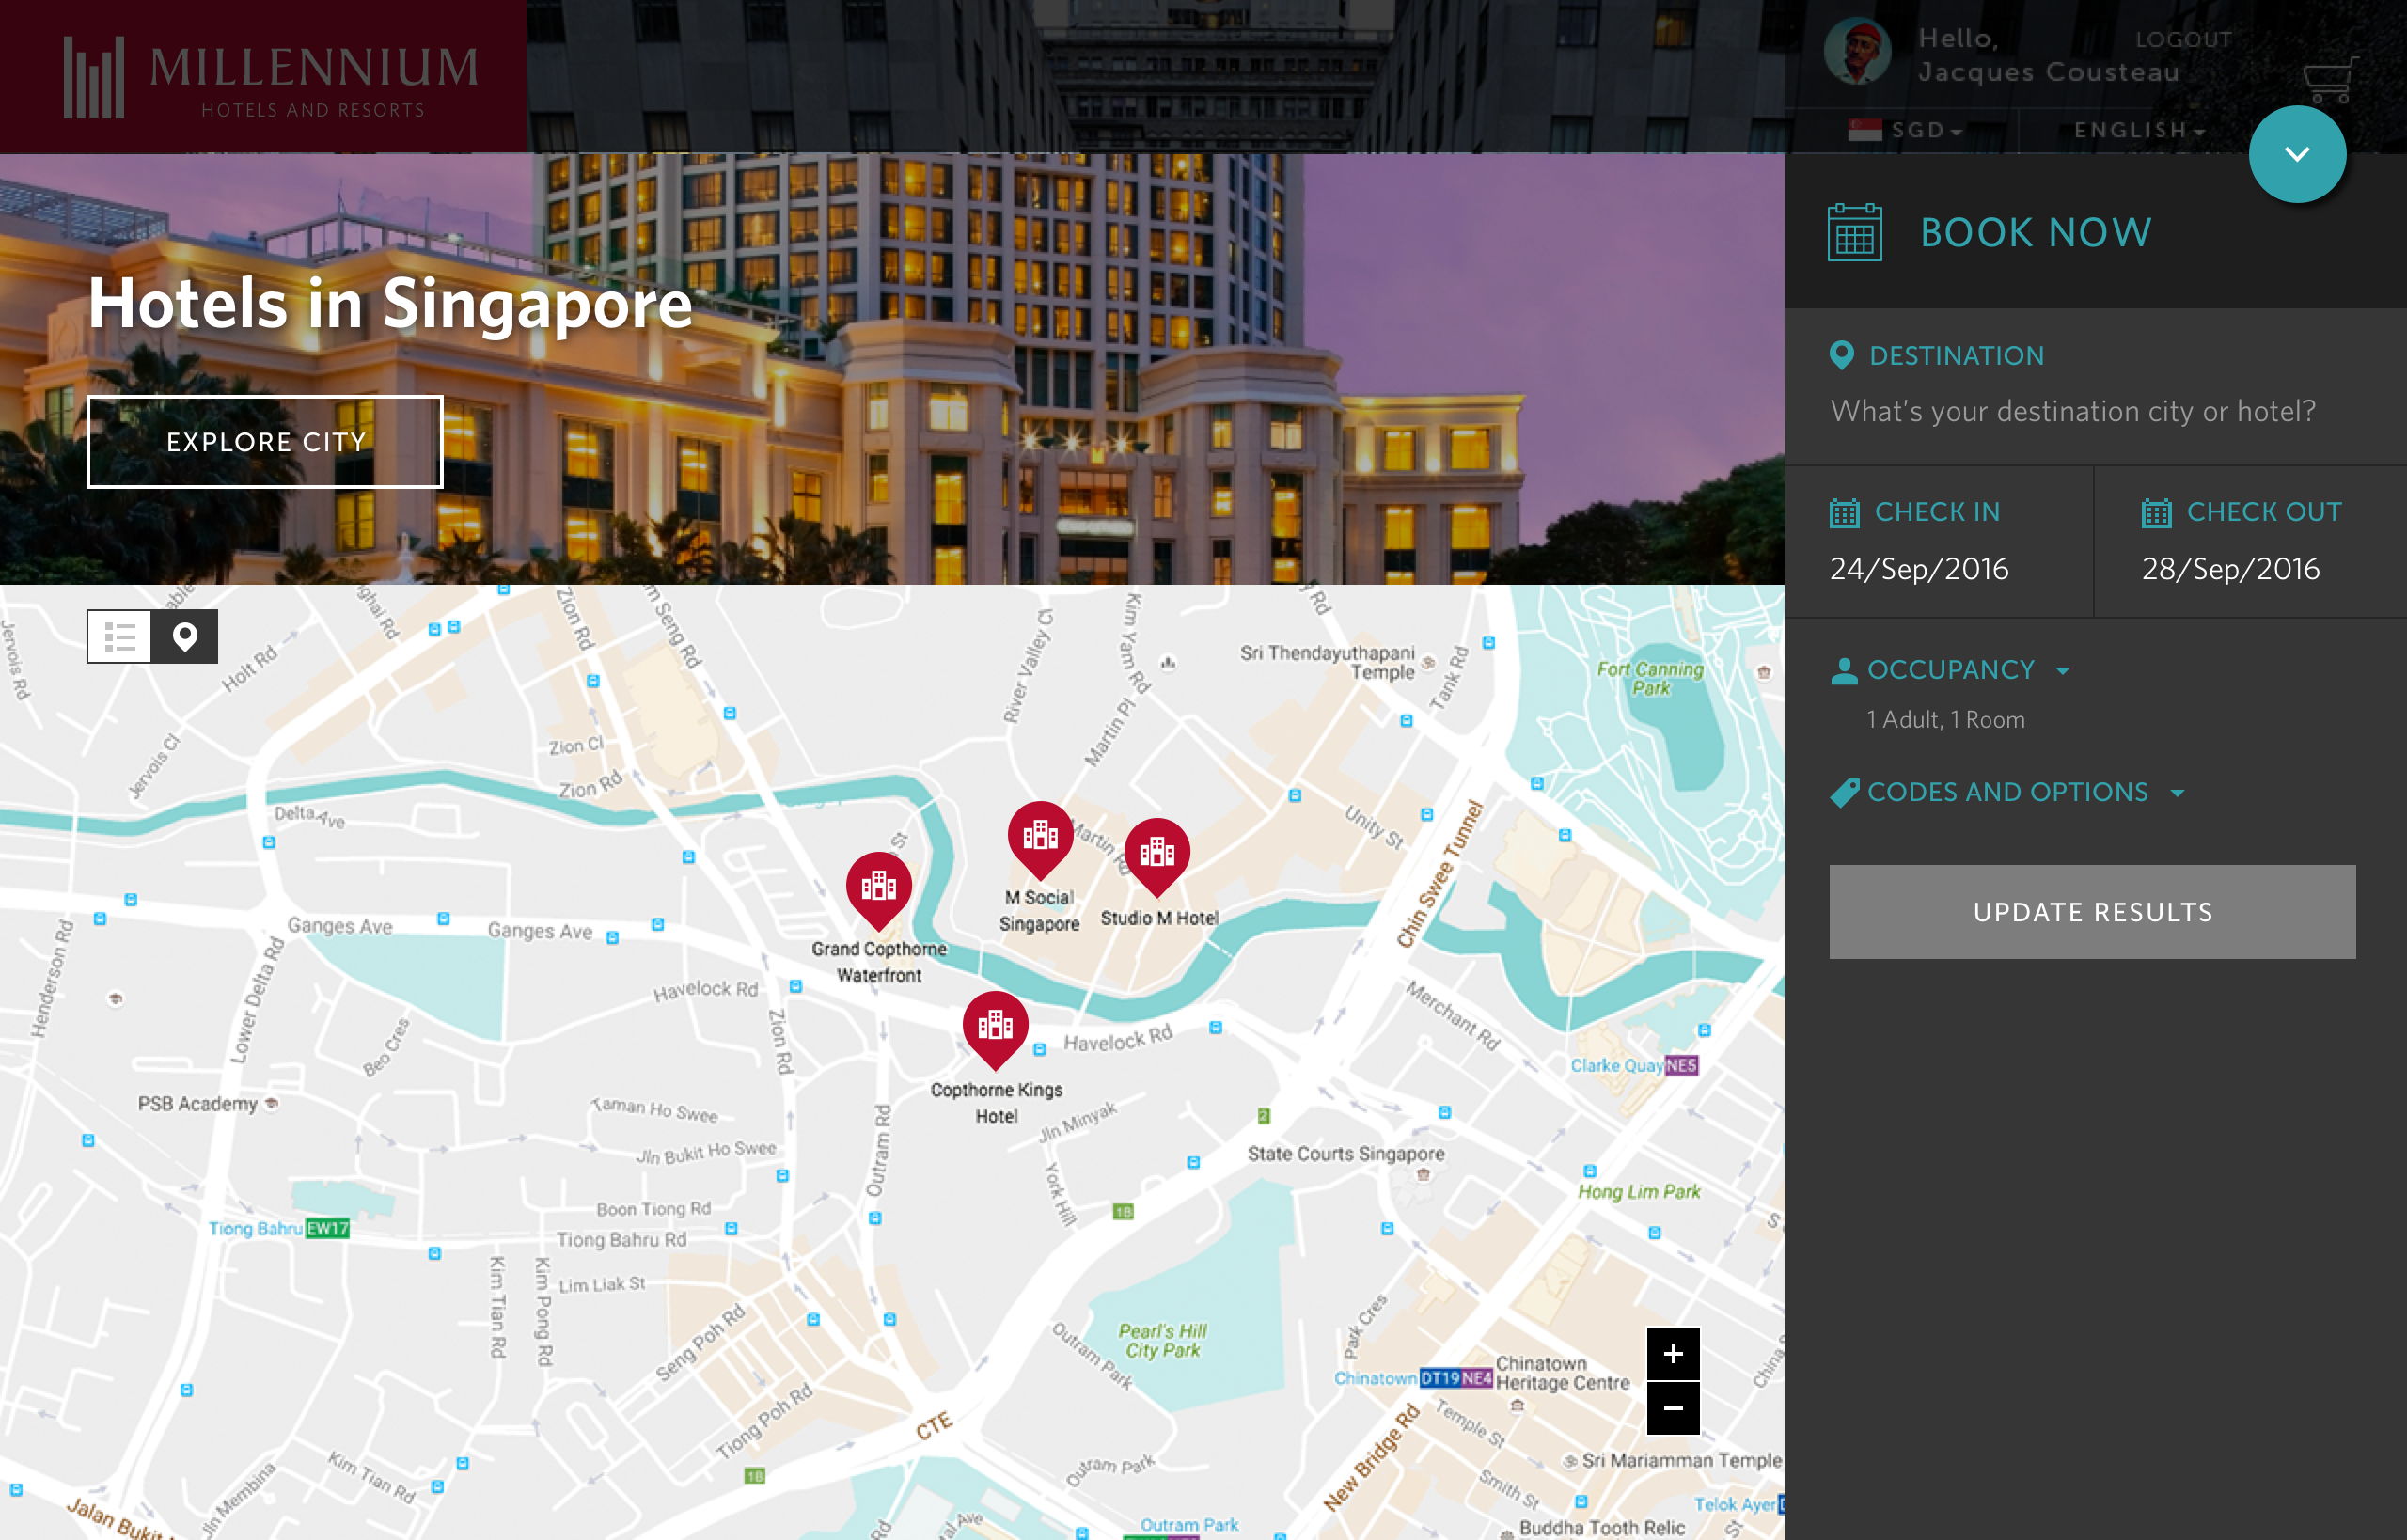 MILLENNIUM
HOTELS AND RESORTS
Hello,
Jacques Cousteau
LOGOUT
SGD
ENGLISH
BOOK NOW
Hotels in Singapore
EXPLORE CITY
DESTINATION
What's your destination city or hotel?
CHECK IN
24/Sep/2016
CHECK OUT
28/Sep/2016
OCCUPANCY
1 Adult, 1 Room
CODES AND OPTIONS
UPDATE RESULTS
Jervois Rd
Holt Rd
Zion Rd
River Valley Cl
Kim Yam Rd
Sri Thendayuthapani
Temple
Tank Rd
Fort Canning
Park
Jervois Cl
Zion Cl
Zion Rd
Martin Pl
Delta Ave
Martin Rd
Unity St
Chin Swee Tunnel
M Social
Singapore
Studio M Hotel
Grand Copthorne
Waterfront
Ganges Ave
Ganges Ave
Henderson Rd
Lower Delta Rd
Havelock Rd
Zion Rd
Beo Cres
Havelock Rd
Merchant Rd
Clarke Quay NE5
Copthorne Kings
Hotel
PSB Academy
Taman Ho Swee
Jln Minyak
2
Jln Bukit Ho Swee
Outram Rd
State Courts Singapore
York Hill
Hong Lim Park
Boon Tiong Rd
1B
Tiong Bahru EW17
Tiong Bahru Rd
Kim Tian Rd
Kim Pong Rd
Lim Liak St
Seng Poh Rd
Pearl's Hill
City Park
Outram Park
Park Cres
Chinatown DT19 NE4
Chinatown
Heritage Centre
+
−
Tiong Poh Rd
CTE
New Bridge Rd
Temple St
Sri Mariamman Temple
Kim Tian Rd
1B
Outram Park
Smith St
Jln Membina
Telok Ayer
Outram Park
Buddha Tooth Relic